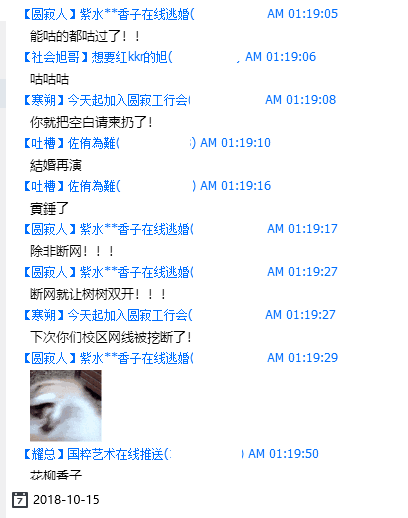 【圆寂人】紫水**香子在线逃婚( AM 01:19:05
能咕的都咕过了！！
【社会旭哥】想要红kkr的旭( , AM 01:19:06
咕咕咕
【寒朔】今天起加入圆寂工行会( AM 01:19:08
你就把空白请柬扔了！
【吐槽】佐侑為難( ) AM 01:19:10
結婚再演
【吐槽】佐侑為難( ) AM 01:19:16
實錘了
【圆寂人】紫水**香子在线逃婚( AM 01:19:17
除非断网！！！
【圆寂人】紫水**香子在线逃婚( AM 01:19:27
断网就让树树双开！！！
【寒朔】今天起加入圆寂工行会( AM 01:19:27
下次你们校区网线被挖断了！
【圆寂人】紫水**香子在线逃婚( AM 01:19:29
【耀总】国粹艺术在线推送( ) AM 01:19:50
花柳香子
7 2018-10-15